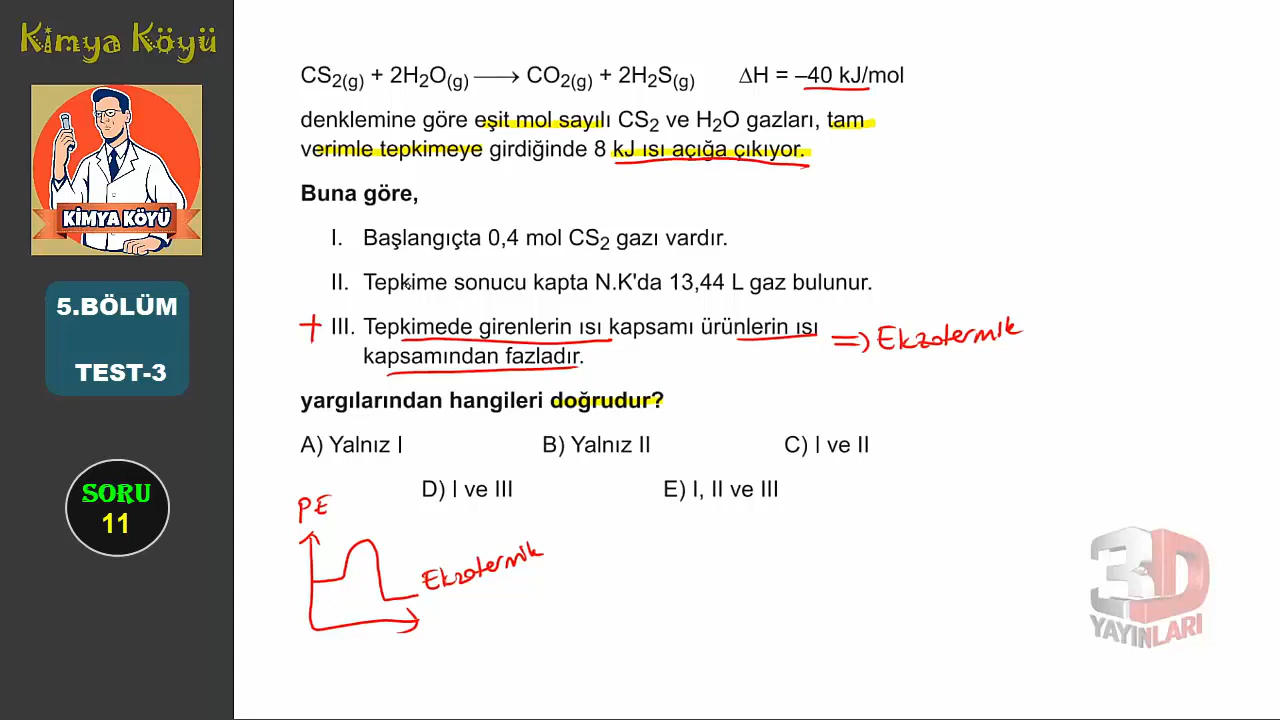 Kimya Köyü
KİMYA KÖYÜ
5.BÖLÜM
TEST-3
SORU
11
CS2(g) + 2H2O(g) ⟶ CO2(g) + 2H2S(g) ΔH = –40 kJ/mol
denklemine göre eşit mol sayılı CS2 ve H2O gazları, tam
verimle tepkimeye girdiğinde 8 kJ ısı açığa çıkıyor.
Buna göre,
I. Başlangıçta 0,4 mol CS2 gazı vardır.
II. Tepkime sonucu kapta N.K'da 13,44 L gaz bulunur.
+ III. Tepkimede girenlerin ısı kapsamı ürünlerin ısı ⇒ Ekzotermik
kapsamından fazladır.
yargılarından hangileri doğrudur?
A) Yalnız I B) Yalnız II C) I ve II
D) I ve III E) I, II ve III
PE
Ekzotermik
3D
YAYINLARI